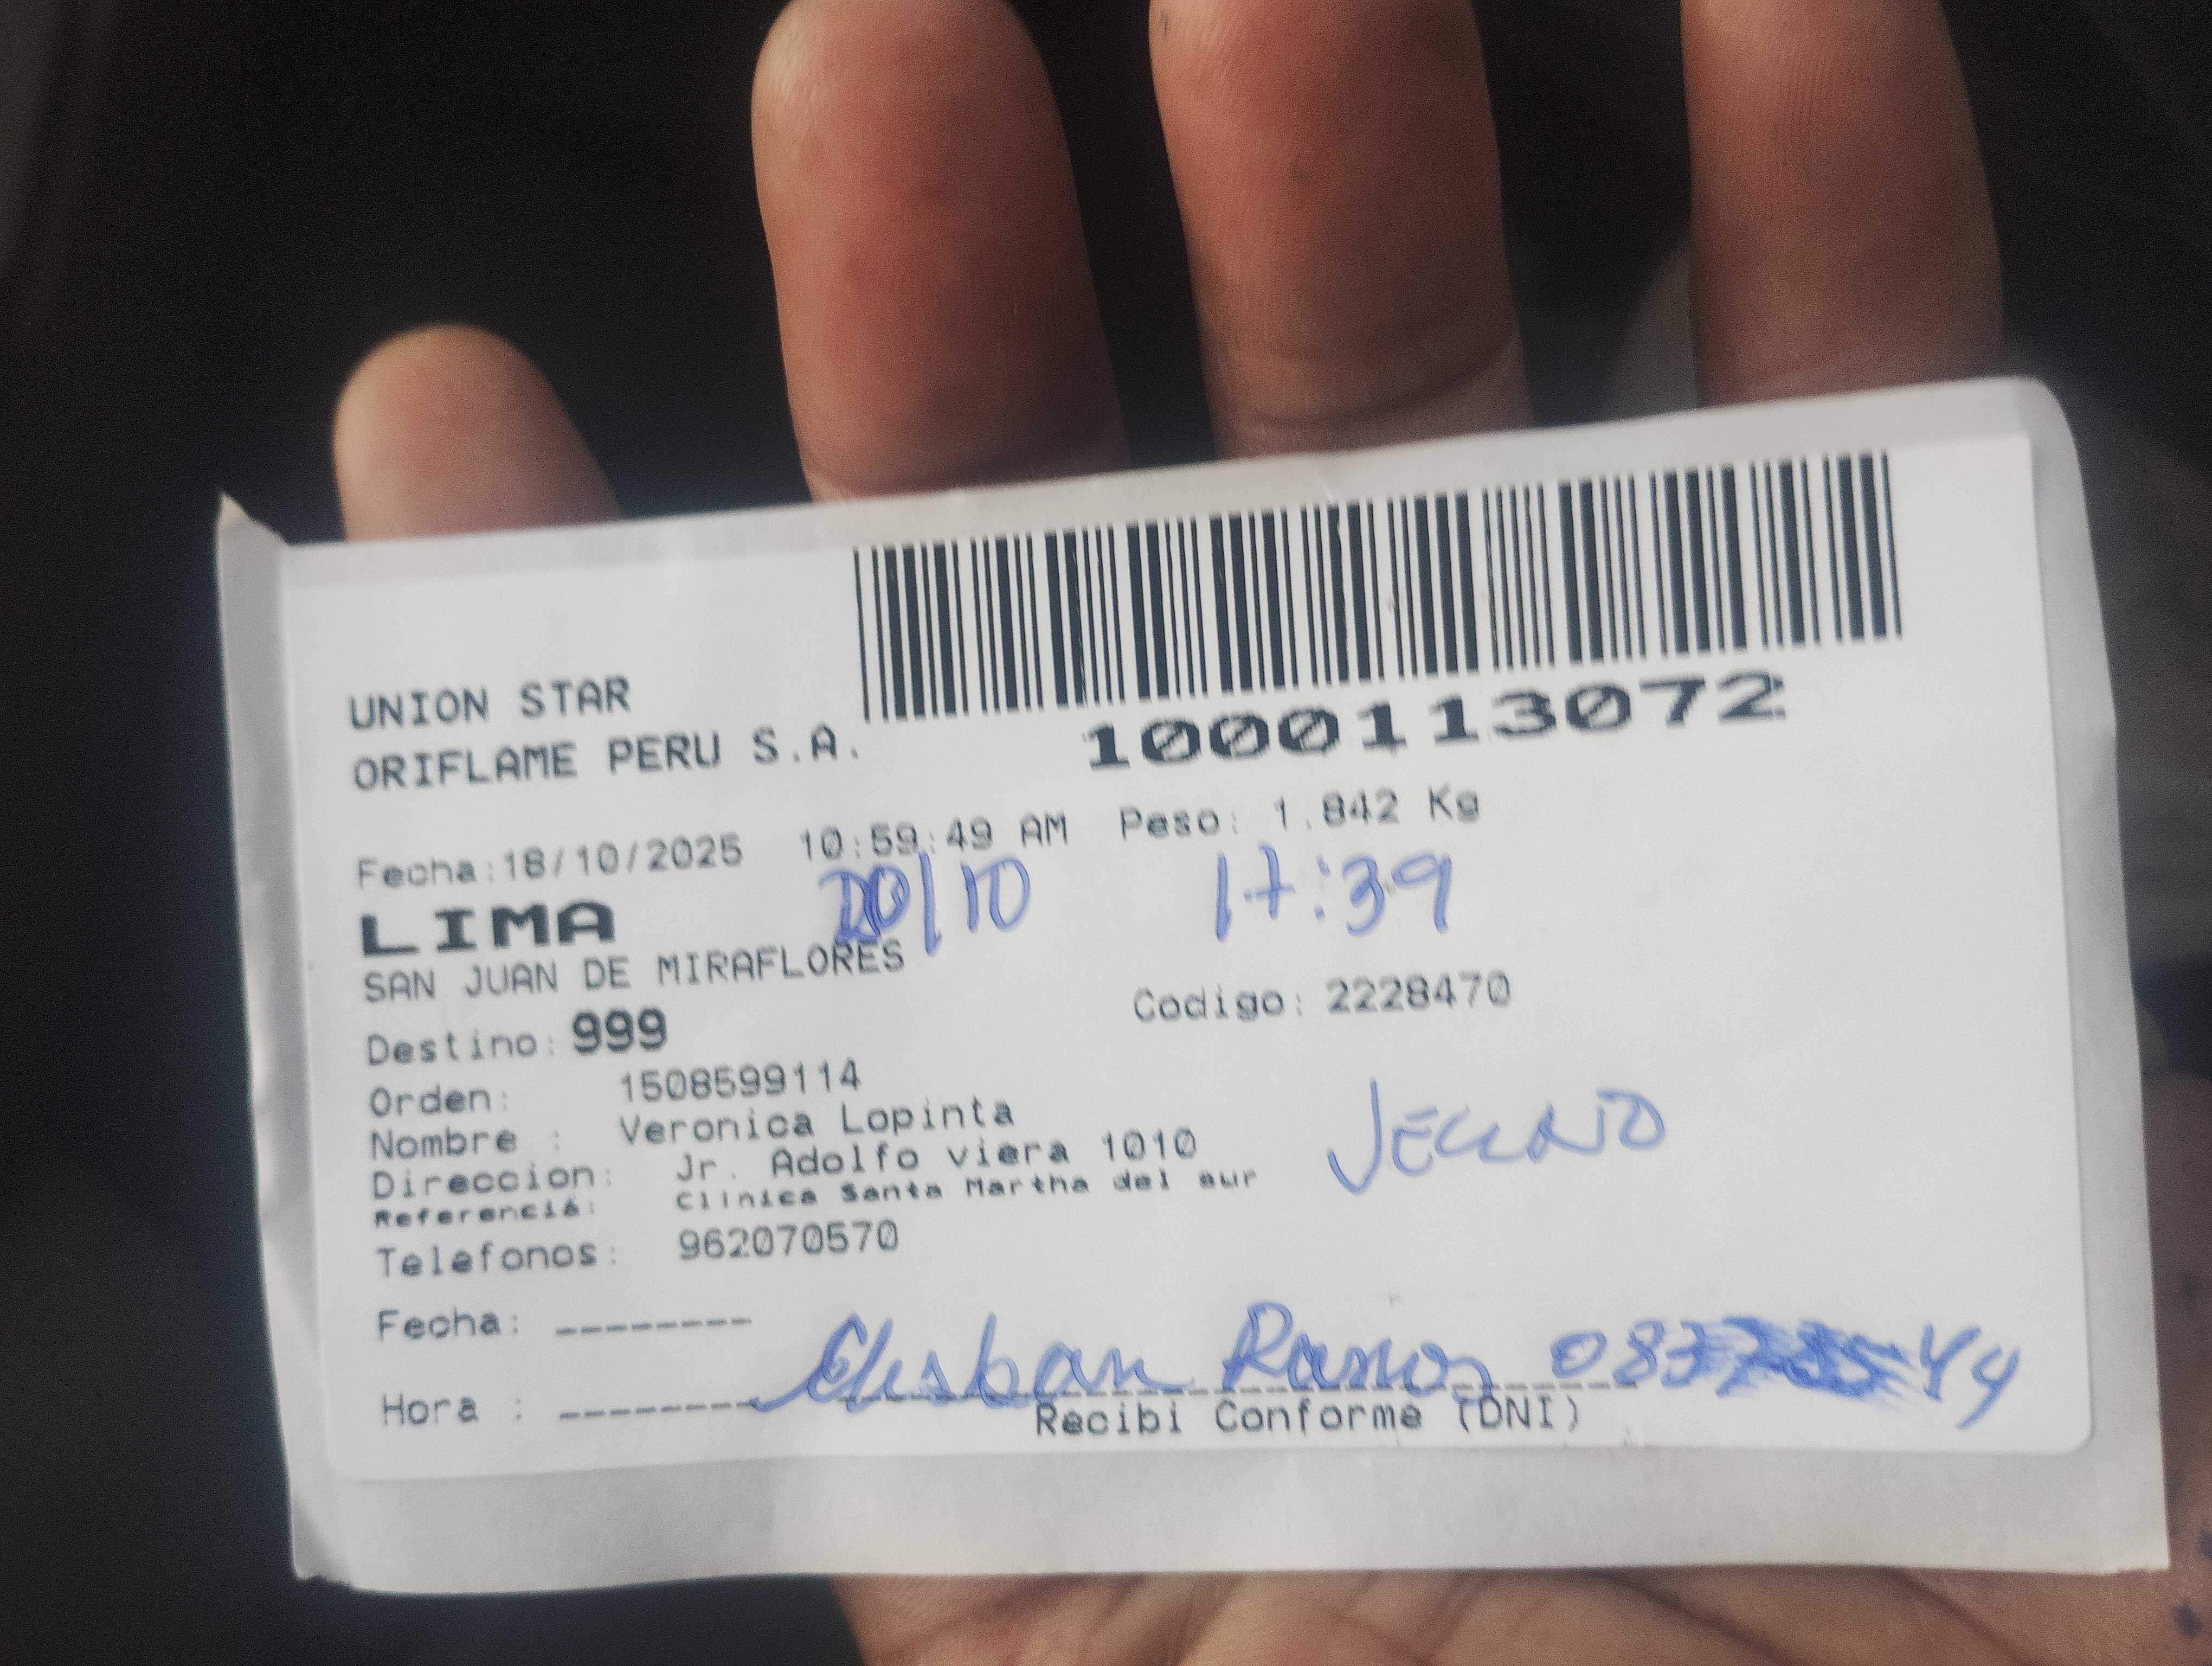 UNION STAR
ORIFLAME PERU S.A.
1000113072
Fecha:18/10/2025 10:59:49 AM Peso: 1.842 Kg
20/10 17:39
LIMA
SAN JUAN DE MIRAFLORES
Destino: 999 Codigo: 2228470
Orden: 1508599114
Nombre : Veronica Lopinta
Direccion: Jr. Adolfo viera 1010
Referencia: Clinica Santa Martha del sur
Telefonos: 962070570
Fecha: --------
Hora : --------
Ramos
Recibi Conforme (DNI)